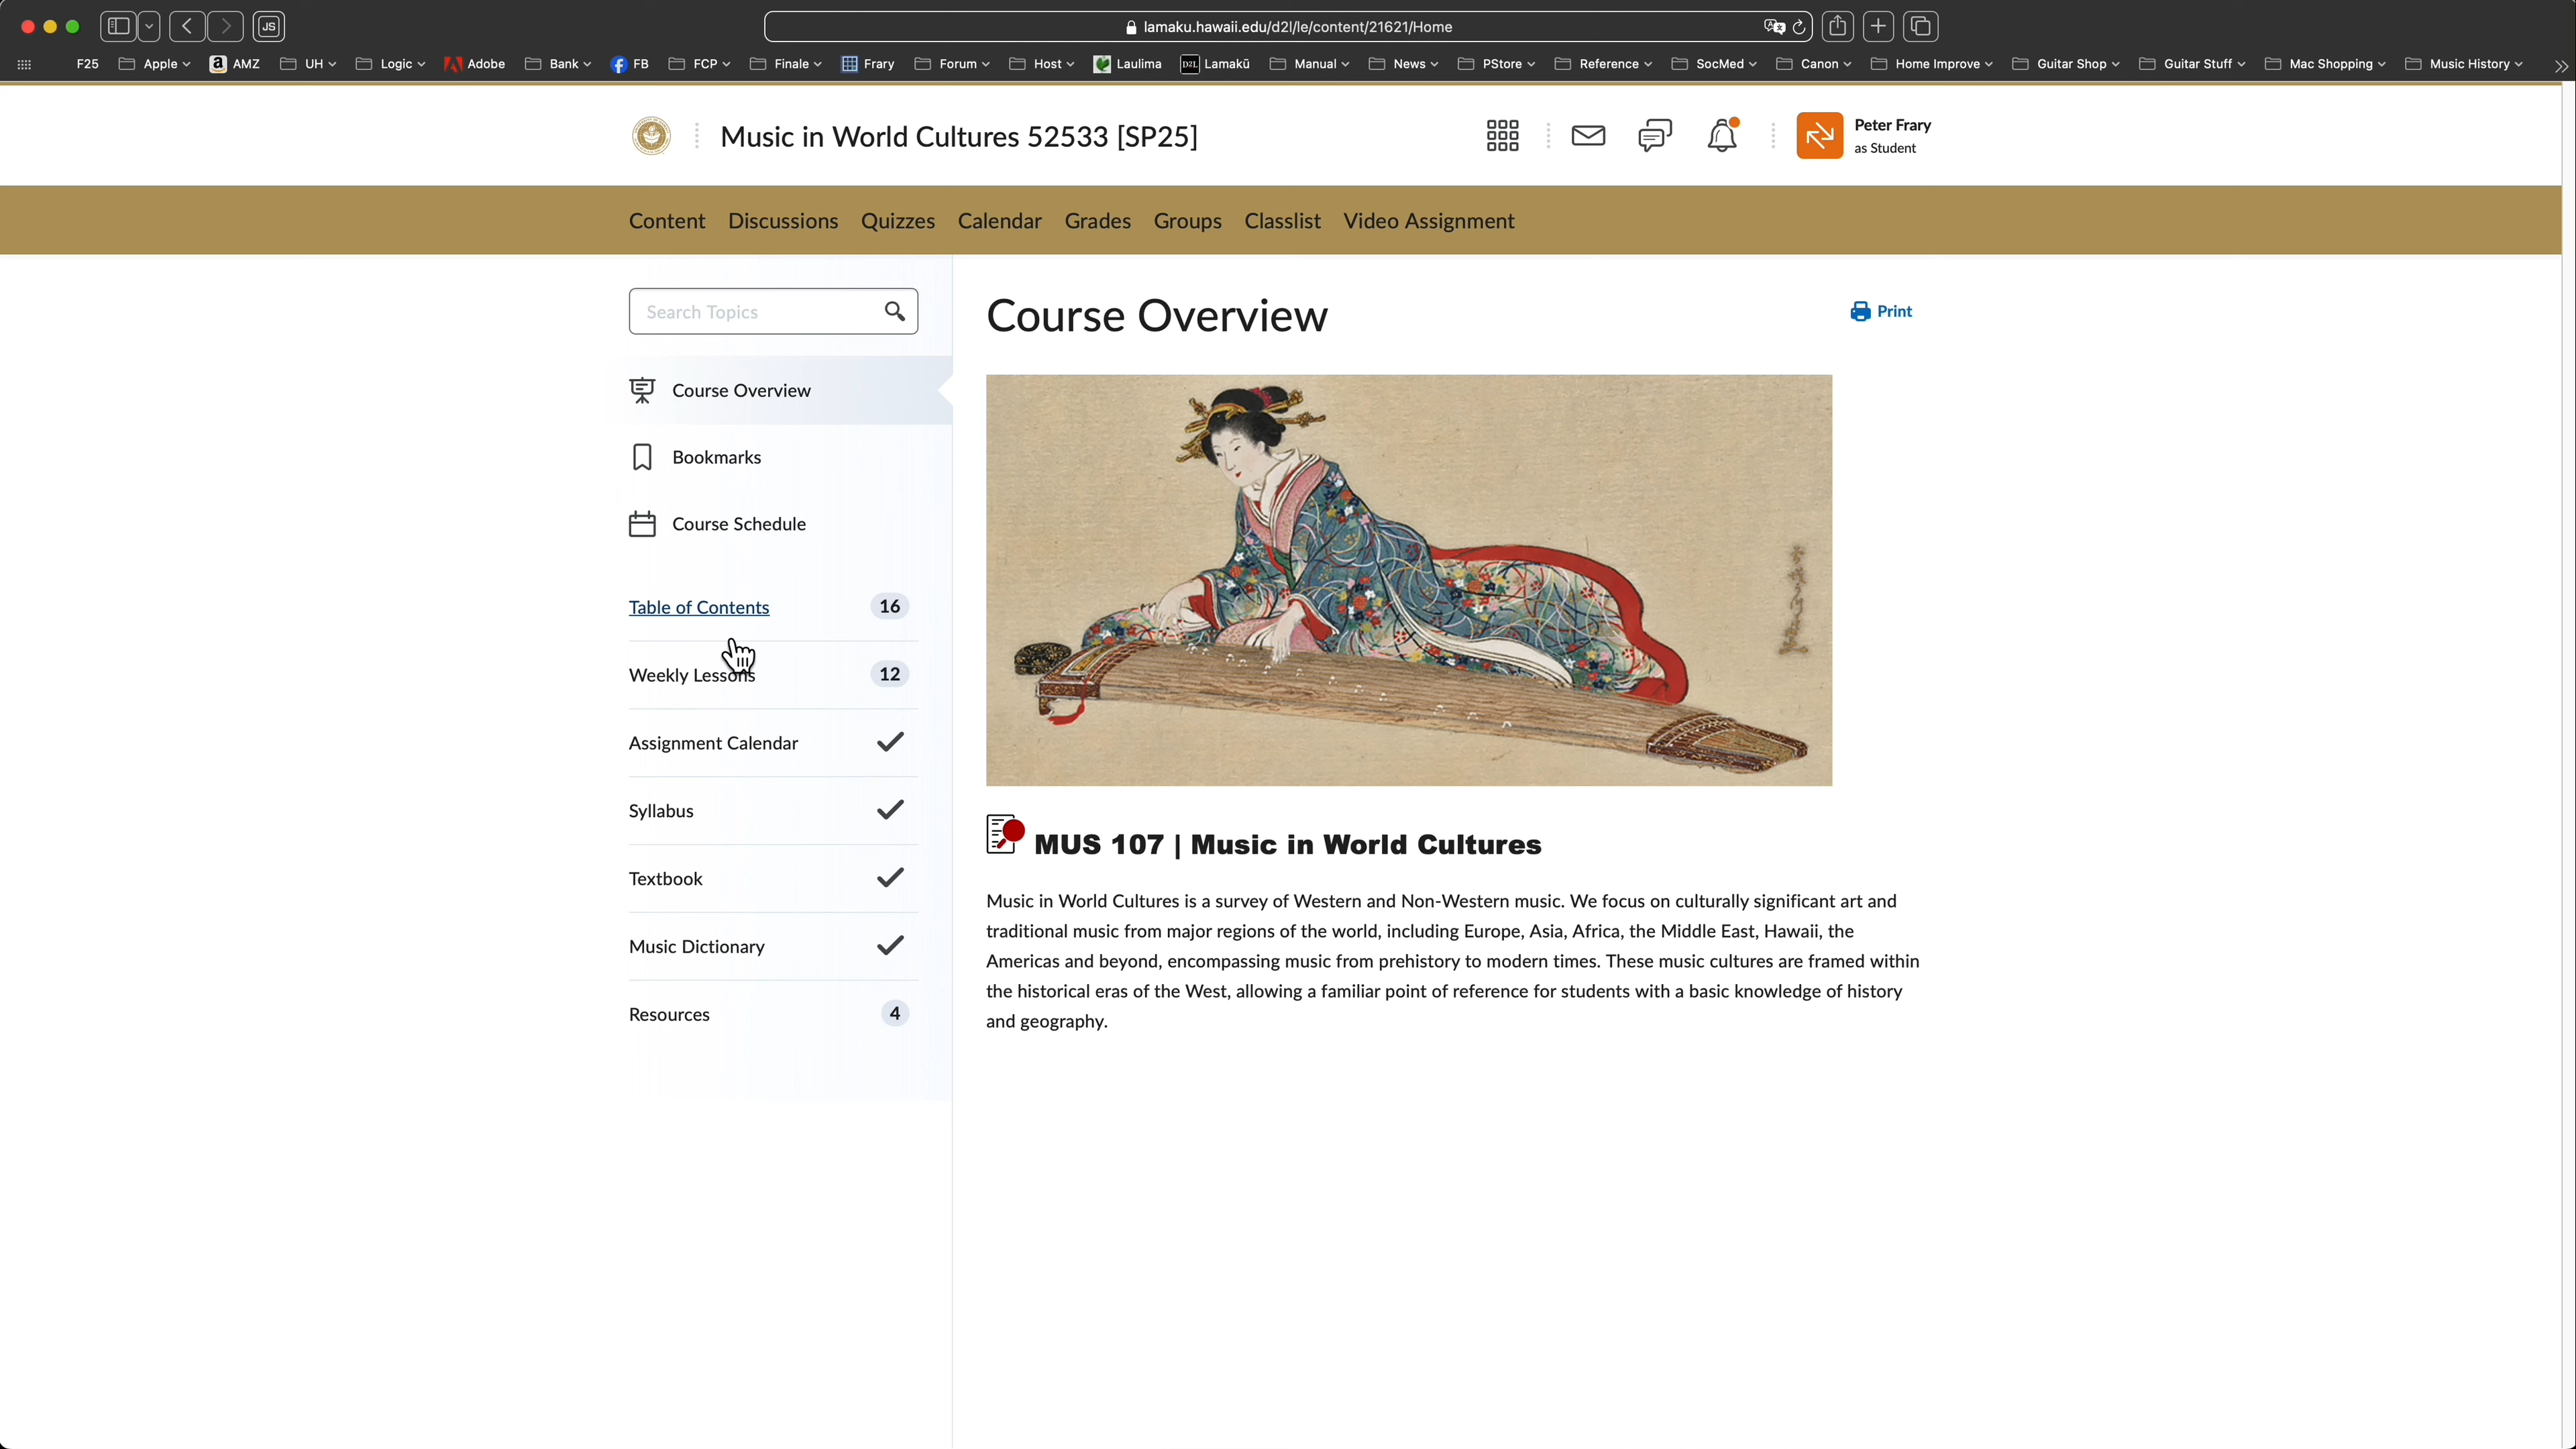 JS
lamaku.hawaii.edu/d2l/le/content/21621/Home
F25 Apple AMZ UH Logic Adobe Bank FB FCP Finale Frary Forum Host Laulima D2L Lamakū Manual News PStore Reference SocMed Canon Home Improve Guitar Shop Guitar Stuff Mac Shopping Music History
Music in World Cultures 52533 [SP25]
Peter Frary
as Student
Content Discussions Quizzes Calendar Grades Groups Classlist Video Assignment
Search Topics
Course Overview
Bookmarks
Course Schedule
Table of Contents 16
Weekly Lessons 12
Assignment Calendar
Syllabus
Textbook
Music Dictionary
Resources 4
Course Overview
Print
MUS 107 | Music in World Cultures
Music in World Cultures is a survey of Western and Non-Western music. We focus on culturally significant art and
traditional music from major regions of the world, including Europe, Asia, Africa, the Middle East, Hawaii, the
Americas and beyond, encompassing music from prehistory to modern times. These music cultures are framed within
the historical eras of the West, allowing a familiar point of reference for students with a basic knowledge of history
and geography.